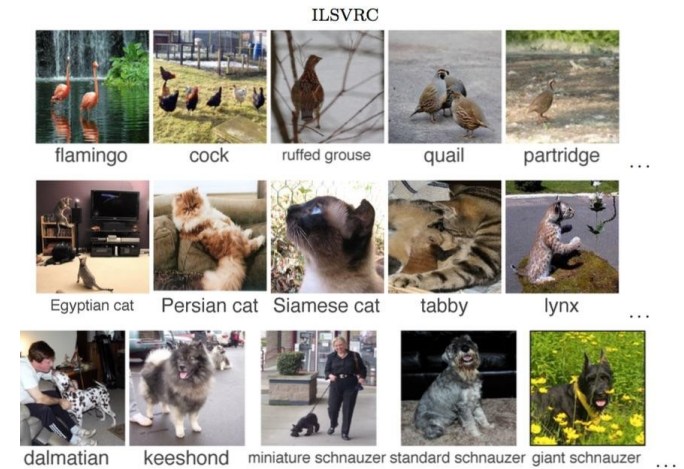 ILSVRC
flamingo cock ruffed grouse quail partridge ...
Egyptian cat Persian cat Siamese cat tabby lynx ...
dalmatian keeshond miniature schnauzer standard schnauzer giant schnauzer ...